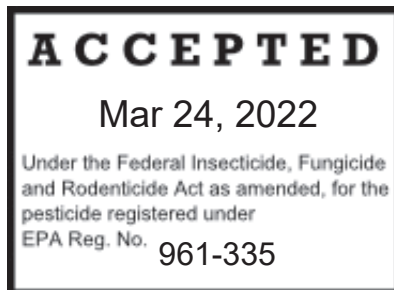 ACCEPTED
Mar 24, 2022
Under the Federal Insecticide, Fungicide
and Rodenticide Act as amended, for the
pesticide registered under
EPA Reg. No. 961-335